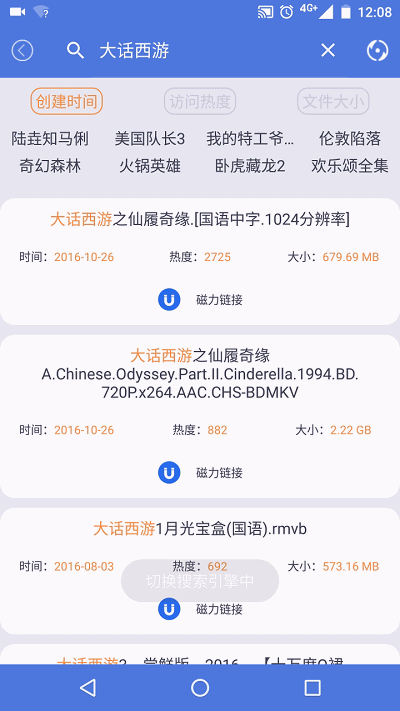 4G+ 12:08
大话西游
创建时间 访问热度 文件大小
陆垚知马俐 美国队长3 我的特工爷... 伦敦陷落
奇幻森林 火锅英雄 卧虎藏龙2 欢乐颂全集
大话西游之仙履奇缘.[国语中字.1024分辨率]
时间：2016-10-26 热度：2725 大小：679.69 MB
磁力链接
大话西游之仙履奇缘
A.Chinese.Odyssey.Part.II.Cinderella.1994.BD.
720P.x264.AAC.CHS-BDMKV
时间：2016-10-26 热度：882 大小：2.22 GB
磁力链接
大话西游1月光宝盒(国语).rmvb
时间：2016-08-03 热度：692 大小：573.16 MB
切换搜索引擎中
磁力链接
大话西游3